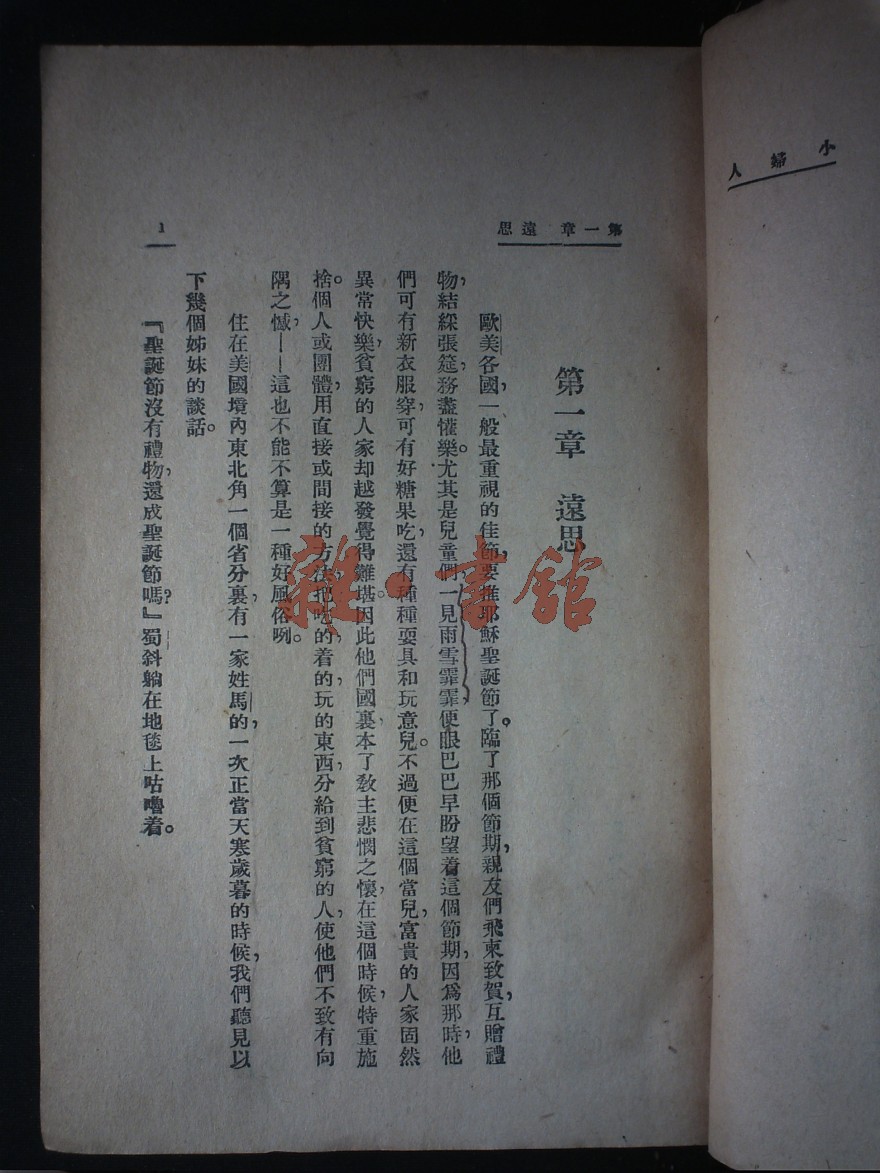 小婦人
第一章 遠思
1
第一章 遠思
歐美各國，一般最重視的佳節，要推耶穌聖誕節了。臨了那個節期，親友們飛柬致賀，互贈禮
物，結綵張筵，務盡懽樂。尤其是兒童們，一見雨雪霏霏，便眼巴巴早盼望着這個節期，因爲那時，他
們可有新衣服穿，可有好糖果吃，還有種種耍具和玩意兒。不過便在這個當兒，富貴的人家固然
異常快樂，貧窮的人家却越發覺得難堪。因此他們國裏，本了教主悲憫之懷，在這個時候，特重施
捨。個人或團體，用直接或間接的方法，把吃的着的玩的東西，分給到貧窮的人，使他們不致有向
隅之憾，——這也不能不算是一種好風俗咧。
住在美國境內東北角一個省分裏，有一家姓馬的，一次正當天寒歲暮的時候，我們聽見以
下幾個姊妹的談話。
『聖誕節沒有禮物，還成聖誕節嗎？』蜀斜躺在地毯上咕嚕着。
雜·書館